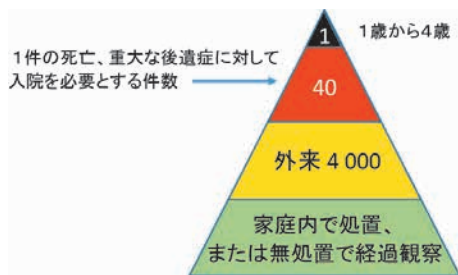 1歳から4歳
1
1件の死亡、重大な後遺症に対して
入院を必要とする件数
40
外来 4 000
家庭内で処置、
または無処置で経過観察